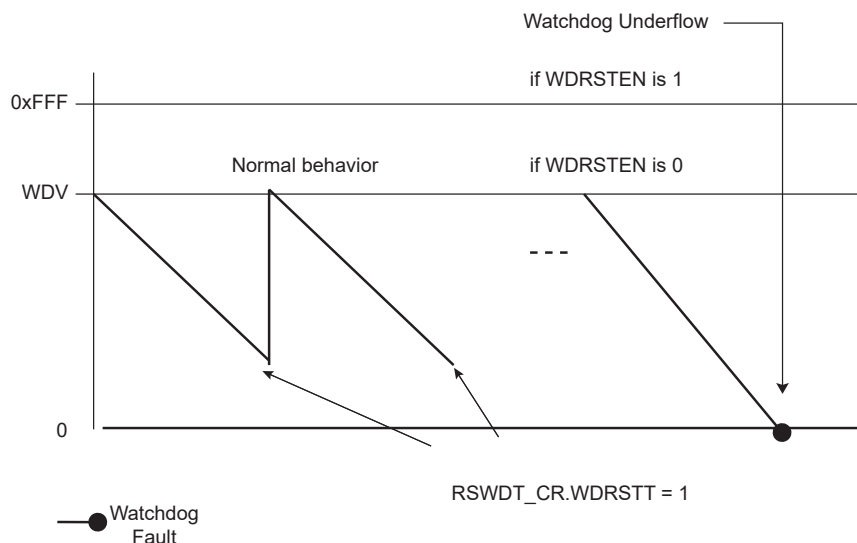 Watchdog Underflow
if WDRSTEN is 1
0xFFF
Normal behavior
if WDRSTEN is 0
WDV
0
RSWDT_CR.WDRSTT = 1
Watchdog
Fault